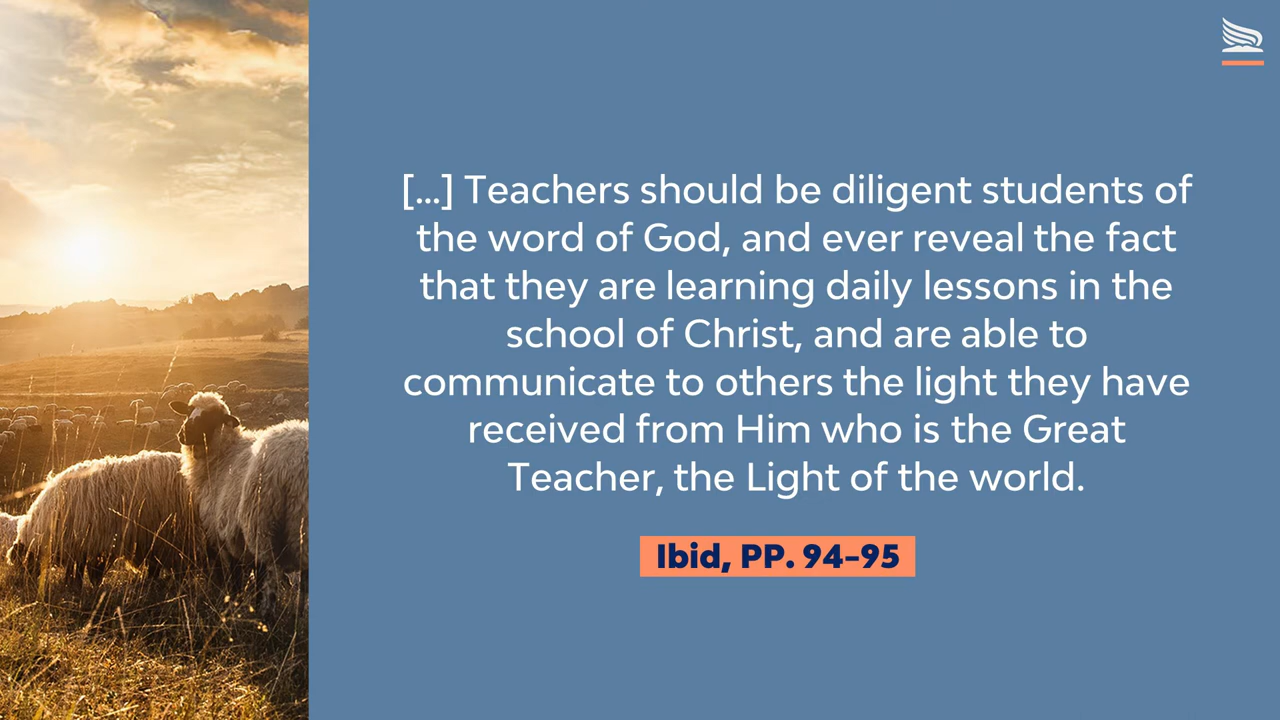 [...] Teachers should be diligent students of
the word of God, and ever reveal the fact
that they are learning daily lessons in the
school of Christ, and are able to
communicate to others the light they have
received from Him who is the Great
Teacher, the Light of the world.
Ibid, PP. 94-95